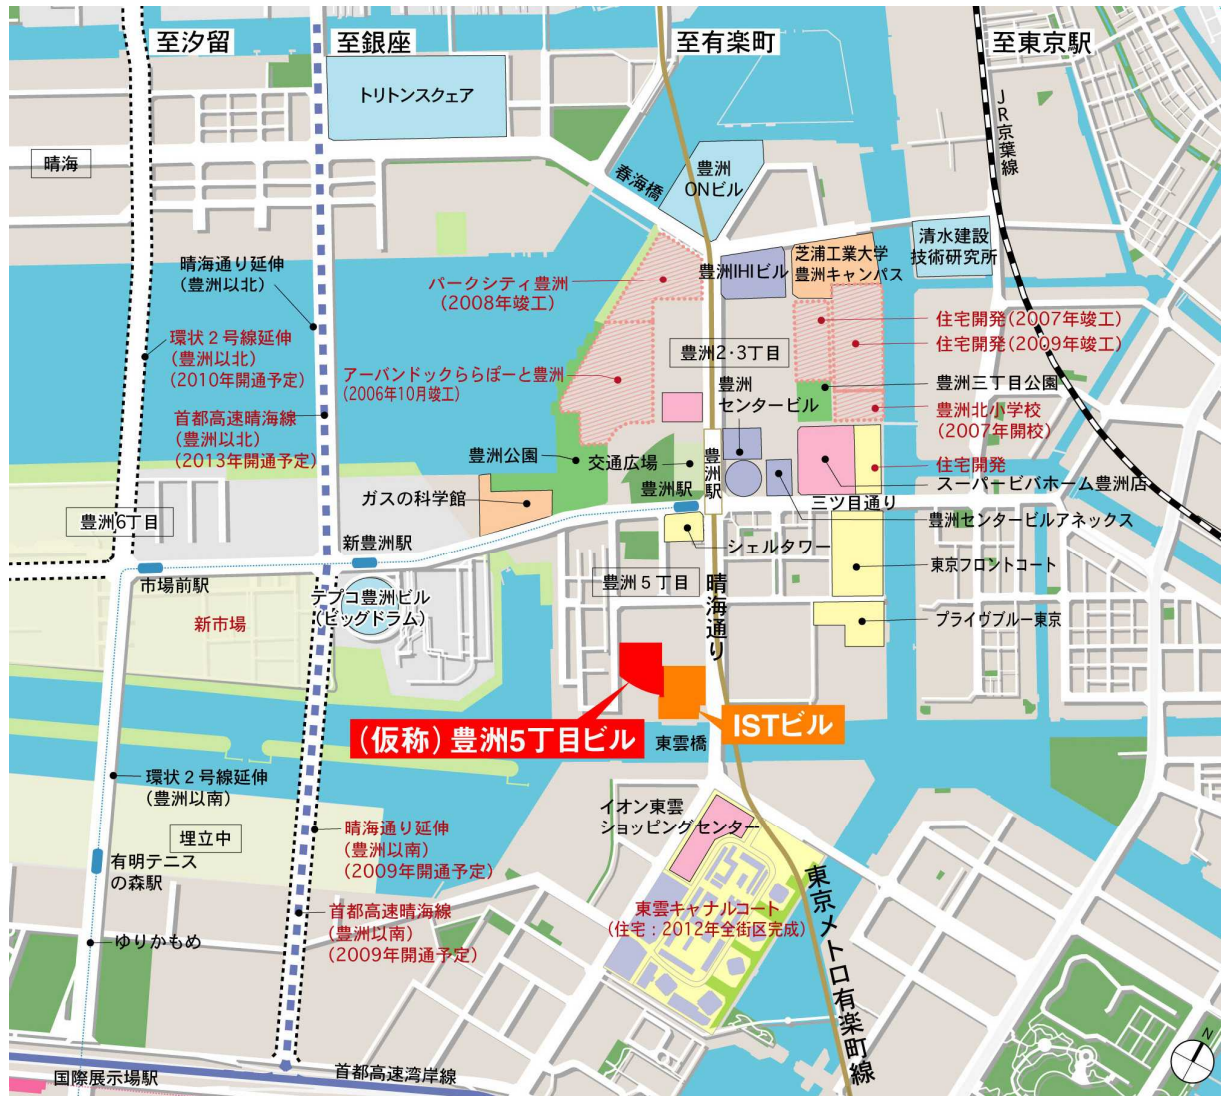 至汐留
至銀座
至有楽町
至東京駅
トリトンスクェア
JR京葉線
晴海
春海橋
豊洲
ONビル
清水建設
技術研究所
晴海通り延伸
(豊洲以北)
豊洲IHIビル
芝浦工業大学
豊洲キャンパス
パークシティ豊洲
(2008年竣工)
環状2号線延伸
(豊洲以北)
(2010年開通予定)
住宅開発(2007年竣工)
住宅開発(2009年竣工)
豊洲2・3丁目
アーバンドックららぽーと豊洲
(2006年10月竣工)
豊洲
センタービル
豊洲三丁目公園
首都高速晴海線
(豊洲以北)
(2013年開通予定)
豊洲北小学校
(2007年開校)
豊洲公園
交通広場
豊洲駅
豊洲駅
住宅開発
スーパービバホーム豊洲店
ガスの科学館
三ツ目通り
豊洲6丁目
豊洲センタービルアネックス
新豊洲駅
シェルタワー
東京フロントコート
市場前駅
豊洲5丁目
テプコ豊洲ビル
(ビッグドラム)
晴海通り
新市場
プライヴブルー東京
(仮称)豊洲5丁目ビル
ISTビル
東雲橋
環状2号線延伸
(豊洲以南)
イオン東雲
ショッピングセンター
埋立中
晴海通り延伸
(豊洲以南)
(2009年開通予定)
有明テニス
の森駅
東京メトロ有楽町線
首都高速晴海線
(豊洲以南)
(2009年開通予定)
東雲キャナルコート
(住宅:2012年全街区完成)
ゆりかもめ
N
国際展示場駅
首都高速湾岸線